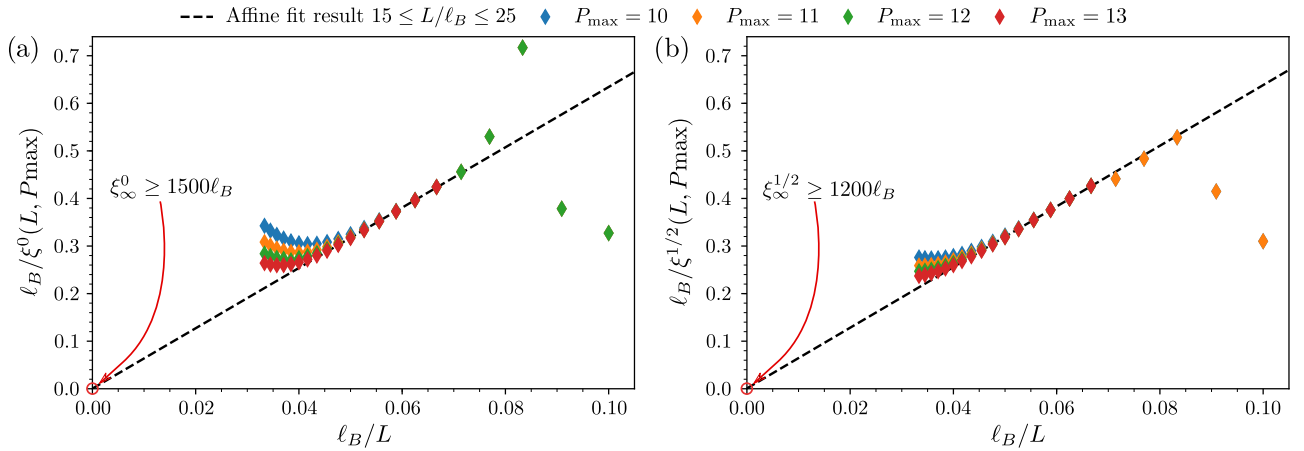 Affine fit result 15 ≤ L/ℓ_B ≤ 25 P_max = 10 P_max = 11 P_max = 12 P_max = 13
(a)
ℓ_B/ξ^0(L, Pmax)
0.7
0.6
0.5
0.4
0.3
0.2
0.1
0.0
ξ^0_∞ ≥ 1500ℓ_B
0.00 0.02 0.04 0.06 0.08 0.10
ℓ_B/L
(b)
ℓ_B/ξ^{1/2}(L, Pmax)
0.7
0.6
0.5
0.4
0.3
0.2
0.1
0.0
ξ^{1/2}_∞ ≥ 1200ℓ_B
0.00 0.02 0.04 0.06 0.08 0.10
ℓ_B/L